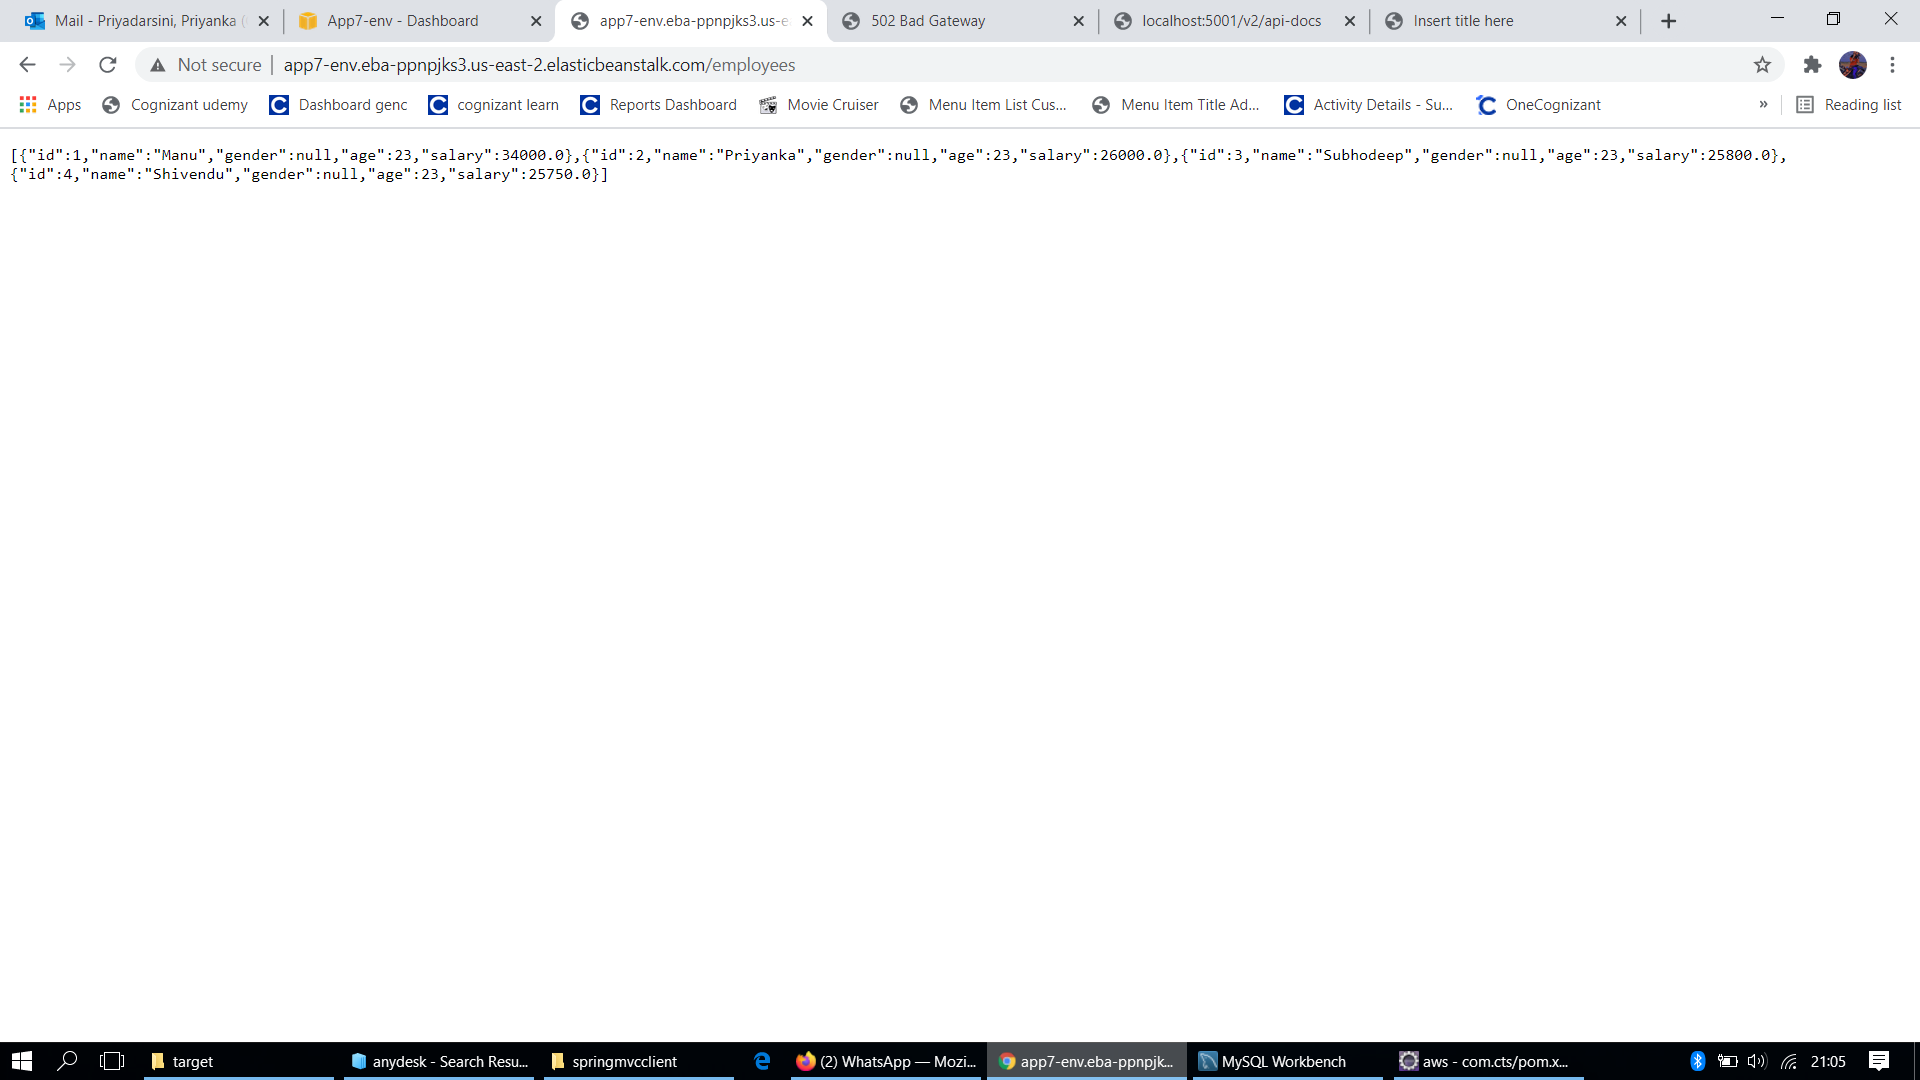 Mail - Priyadarsini, Priyanka (
App7-env - Dashboard
app7-env.eba-ppnpjks3.us-e
502 Bad Gateway
localhost:5001/v2/api-docs
Insert title here
Not secure | app7-env.eba-ppnpjks3.us-east-2.elasticbeanstalk.com/employees
Apps
Cognizant udemy
Dashboard genc
cognizant learn
Reports Dashboard
Movie Cruiser
Menu Item List Cus...
Menu Item Title Ad...
Activity Details - Su...
OneCognizant
»
Reading list
[{"id":1,"name":"Manu","gender":null,"age":23,"salary":34000.0},{"id":2,"name":"Priyanka","gender":null,"age":23,"salary":26000.0},{"id":3,"name":"Subhodeep","gender":null,"age":23,"salary":25800.0},
{"id":4,"name":"Shivendu","gender":null,"age":23,"salary":25750.0}]
target
anydesk - Search Resu...
springmvcclient
(2) WhatsApp — Mozi...
app7-env.eba-ppnpjk...
MySQL Workbench
aws - com.cts/pom.x...
21:05